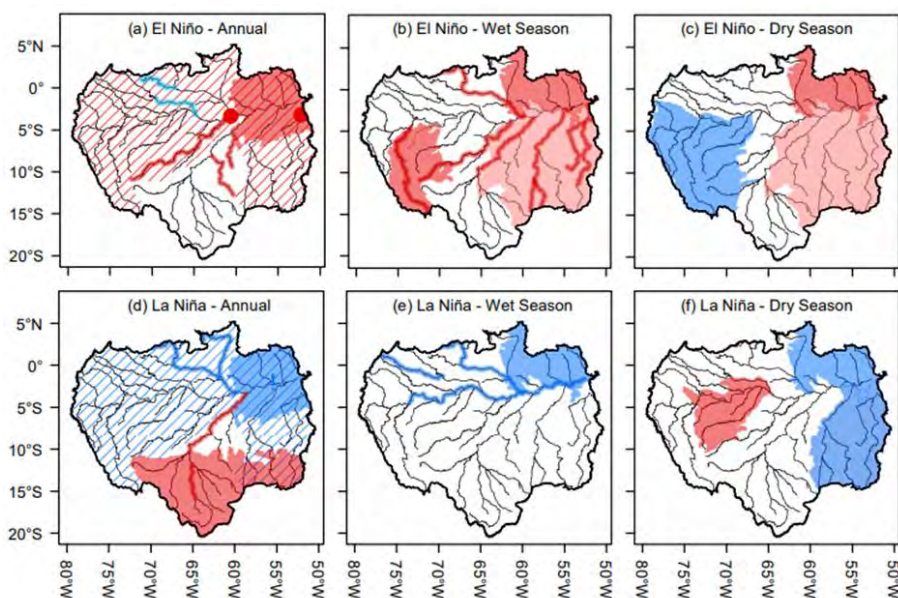 (a) El Niño - Annual
(b) El Niño - Wet Season
(c) El Niño - Dry Season
5°N
0°
5°S
10°S
15°S
20°S
(d) La Niña - Annual
(e) La Niña - Wet Season
(f) La Niña - Dry Season
5°N
0°
5°S
10°S
15°S
20°S
80°W
75°W
70°W
65°W
60°W
55°W
50°W
80°W
75°W
70°W
65°W
60°W
55°W
50°W
80°W
75°W
70°W
65°W
60°W
55°W
50°W